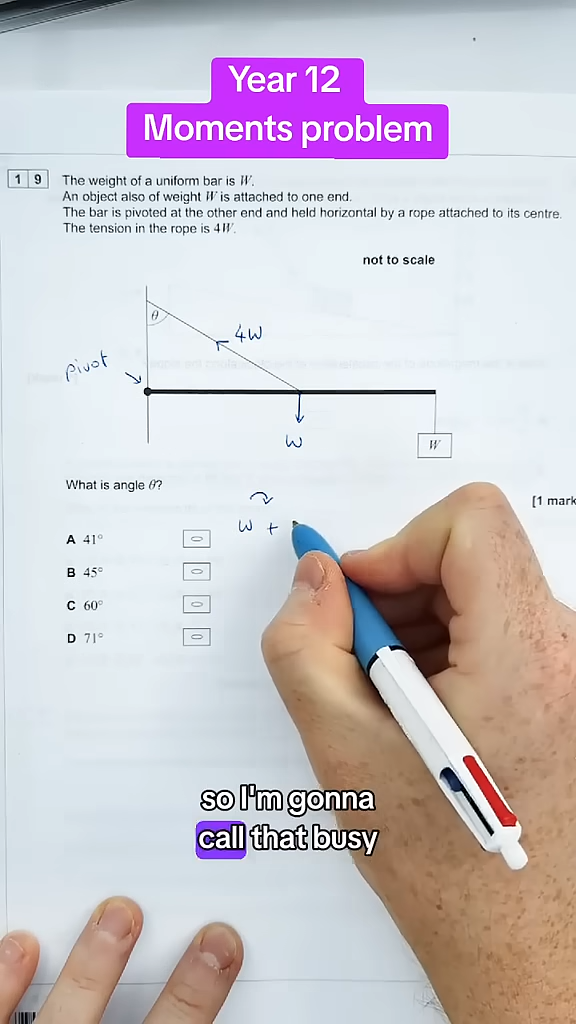 Year 12
Moments problem
1 9
The weight of a uniform bar is W.
An object also of weight W is attached to one end.
The bar is pivoted at the other end and held horizontal by a rope attached to its centre.
The tension in the rope is 4W.
not to scale
θ
4W
pivot
W
W
What is angle θ?
[1 mark
W +
A 41°
B 45°
C 60°
D 71°
so I'm gonna
call that busy